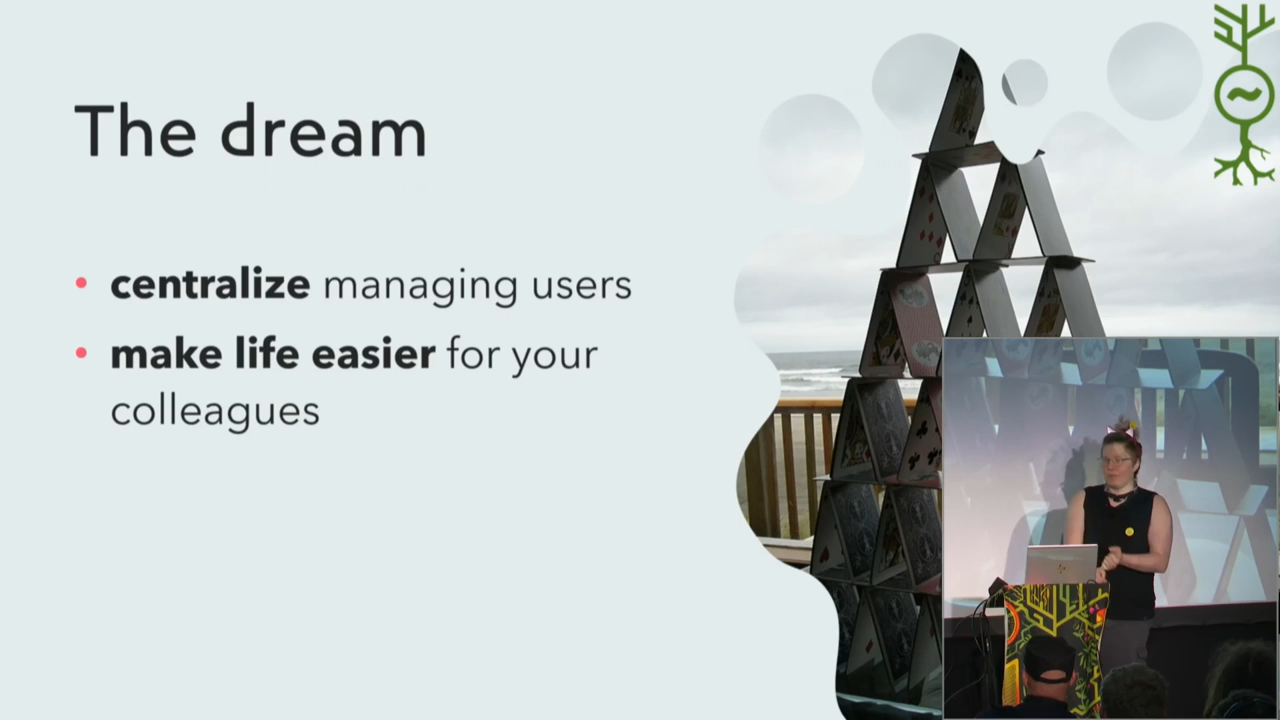 The dream
centralize managing users
make life easier for your
colleagues